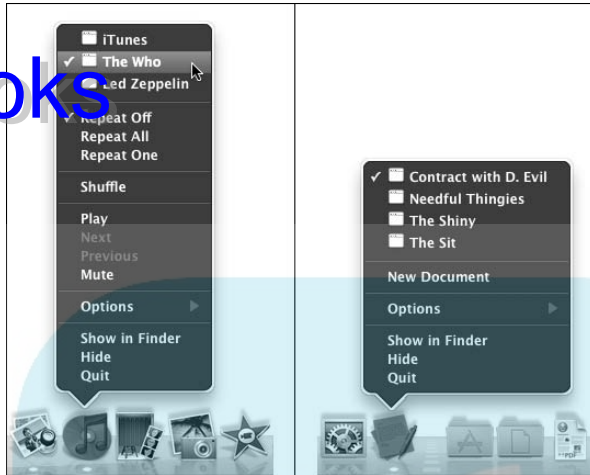 iTunes
✓ The Who
Led Zeppelin
oks
✓ Repeat Off
Repeat All
Repeat One
Shuffle
Play
Next
Previous
Mute
Options
Show in Finder
Hide
Quit
✓ Contract with D. Evil
Needful Thingies
The Shiny
The Sit
New Document
Options
Show in Finder
Hide
Quit
PDF